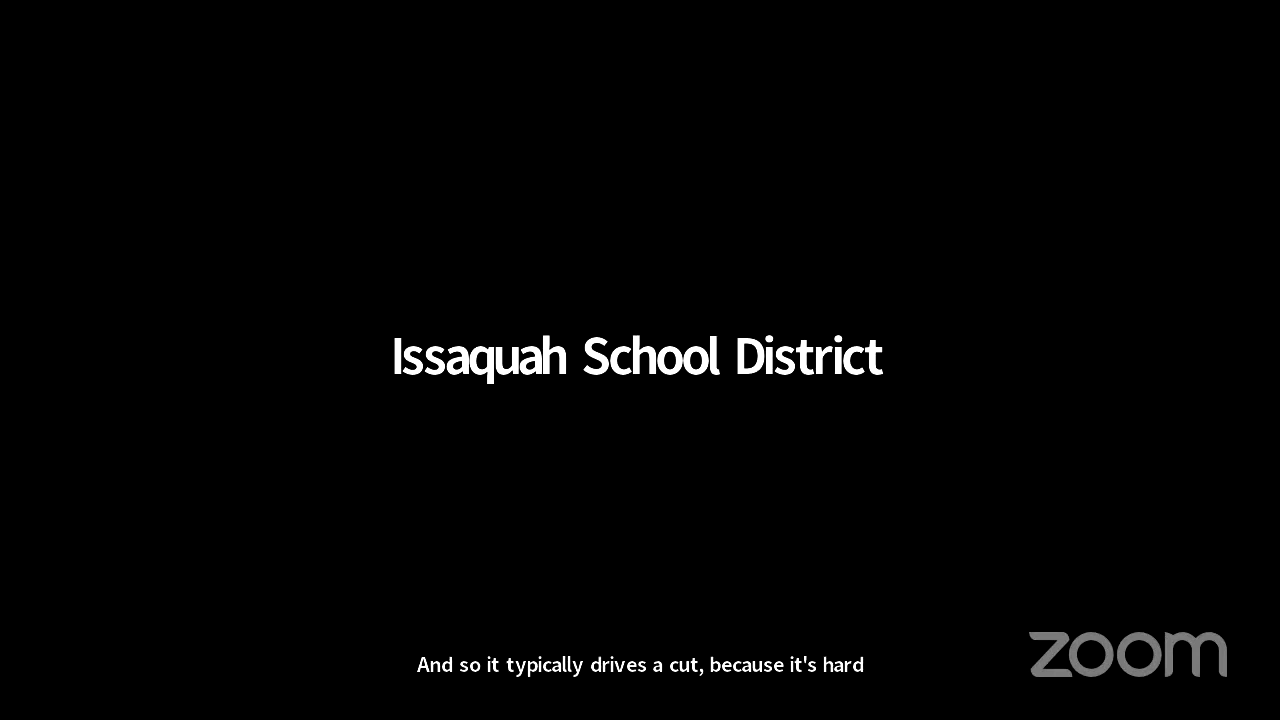 Issaquah School District
And so it typically drives a cut, because it's hard
zoom